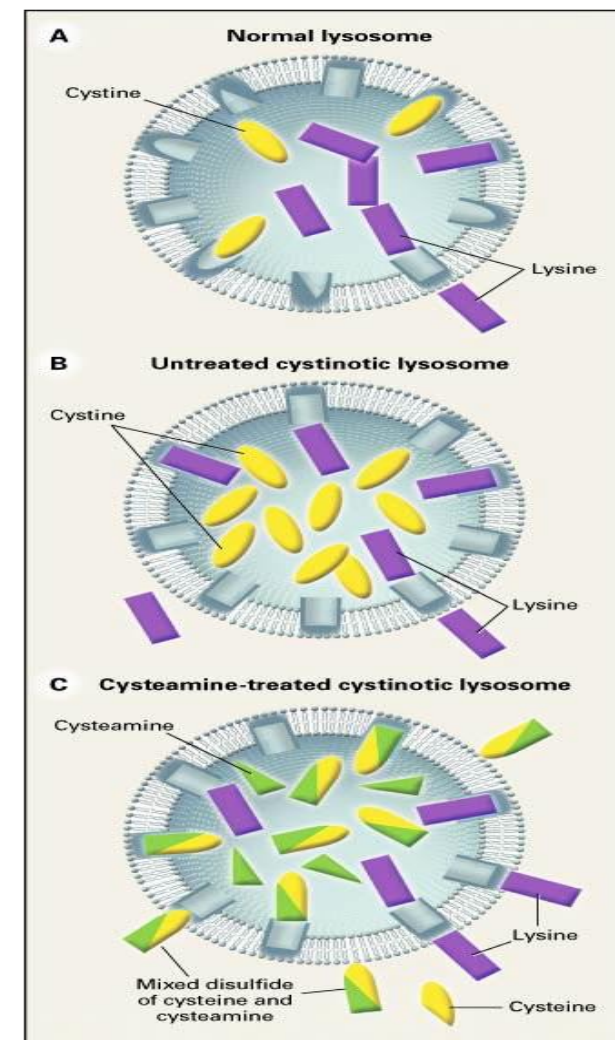 A Normal lysosome
Cystine
Lysine
B Untreated cystinotic lysosome
Cystine
Lysine
C Cysteamine-treated cystinotic lysosome
Cysteamine
Lysine
Mixed disulfide
of cysteine and
cysteamine
Cysteine